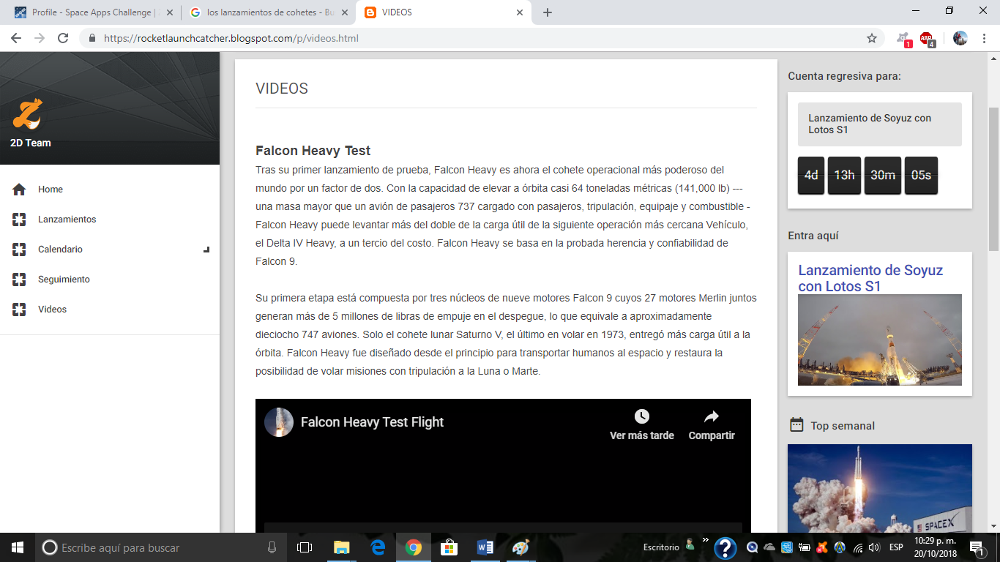 Profile - Space Apps Challenge |
los lanzamientos de cohetes - Bu
VIDEOS
https://rocketlaunchcatcher.blogspot.com/p/videos.html
1
ABP
4
2D Team
Home
Lanzamientos
Calendario
Seguimiento
Videos
VIDEOS
Falcon Heavy Test
Tras su primer lanzamiento de prueba, Falcon Heavy es ahora el cohete operacional más poderoso del
mundo por un factor de dos. Con la capacidad de elevar a órbita casi 64 toneladas métricas (141,000 lb) ---
una masa mayor que un avión de pasajeros 737 cargado con pasajeros, tripulación, equipaje y combustible -
Falcon Heavy puede levantar más del doble de la carga útil de la siguiente operación más cercana Vehículo,
el Delta IV Heavy, a un tercio del costo. Falcon Heavy se basa en la probada herencia y confiabilidad de
Falcon 9.
Su primera etapa está compuesta por tres núcleos de nueve motores Falcon 9 cuyos 27 motores Merlin juntos
generan más de 5 millones de libras de empuje en el despegue, lo que equivale a aproximadamente
dieciocho 747 aviones. Solo el cohete lunar Saturno V, el último en volar en 1973, entregó más carga útil a la
órbita. Falcon Heavy fue diseñado desde el principio para transportar humanos al espacio y restaura la
posibilidad de volar misiones con tripulación a la Luna o Marte.
Falcon Heavy Test Flight
Ver más tarde
Compartir
Cuenta regresiva para:
Lanzamiento de Soyuz con
Lotos S1
4d 13h 30m 05s
Entra aquí
Lanzamiento de Soyuz
con Lotos S1
Top semanal
SPACEX
Escribe aquí para buscar
Escritorio
ESP
10:29 p. m.
20/10/2018
1